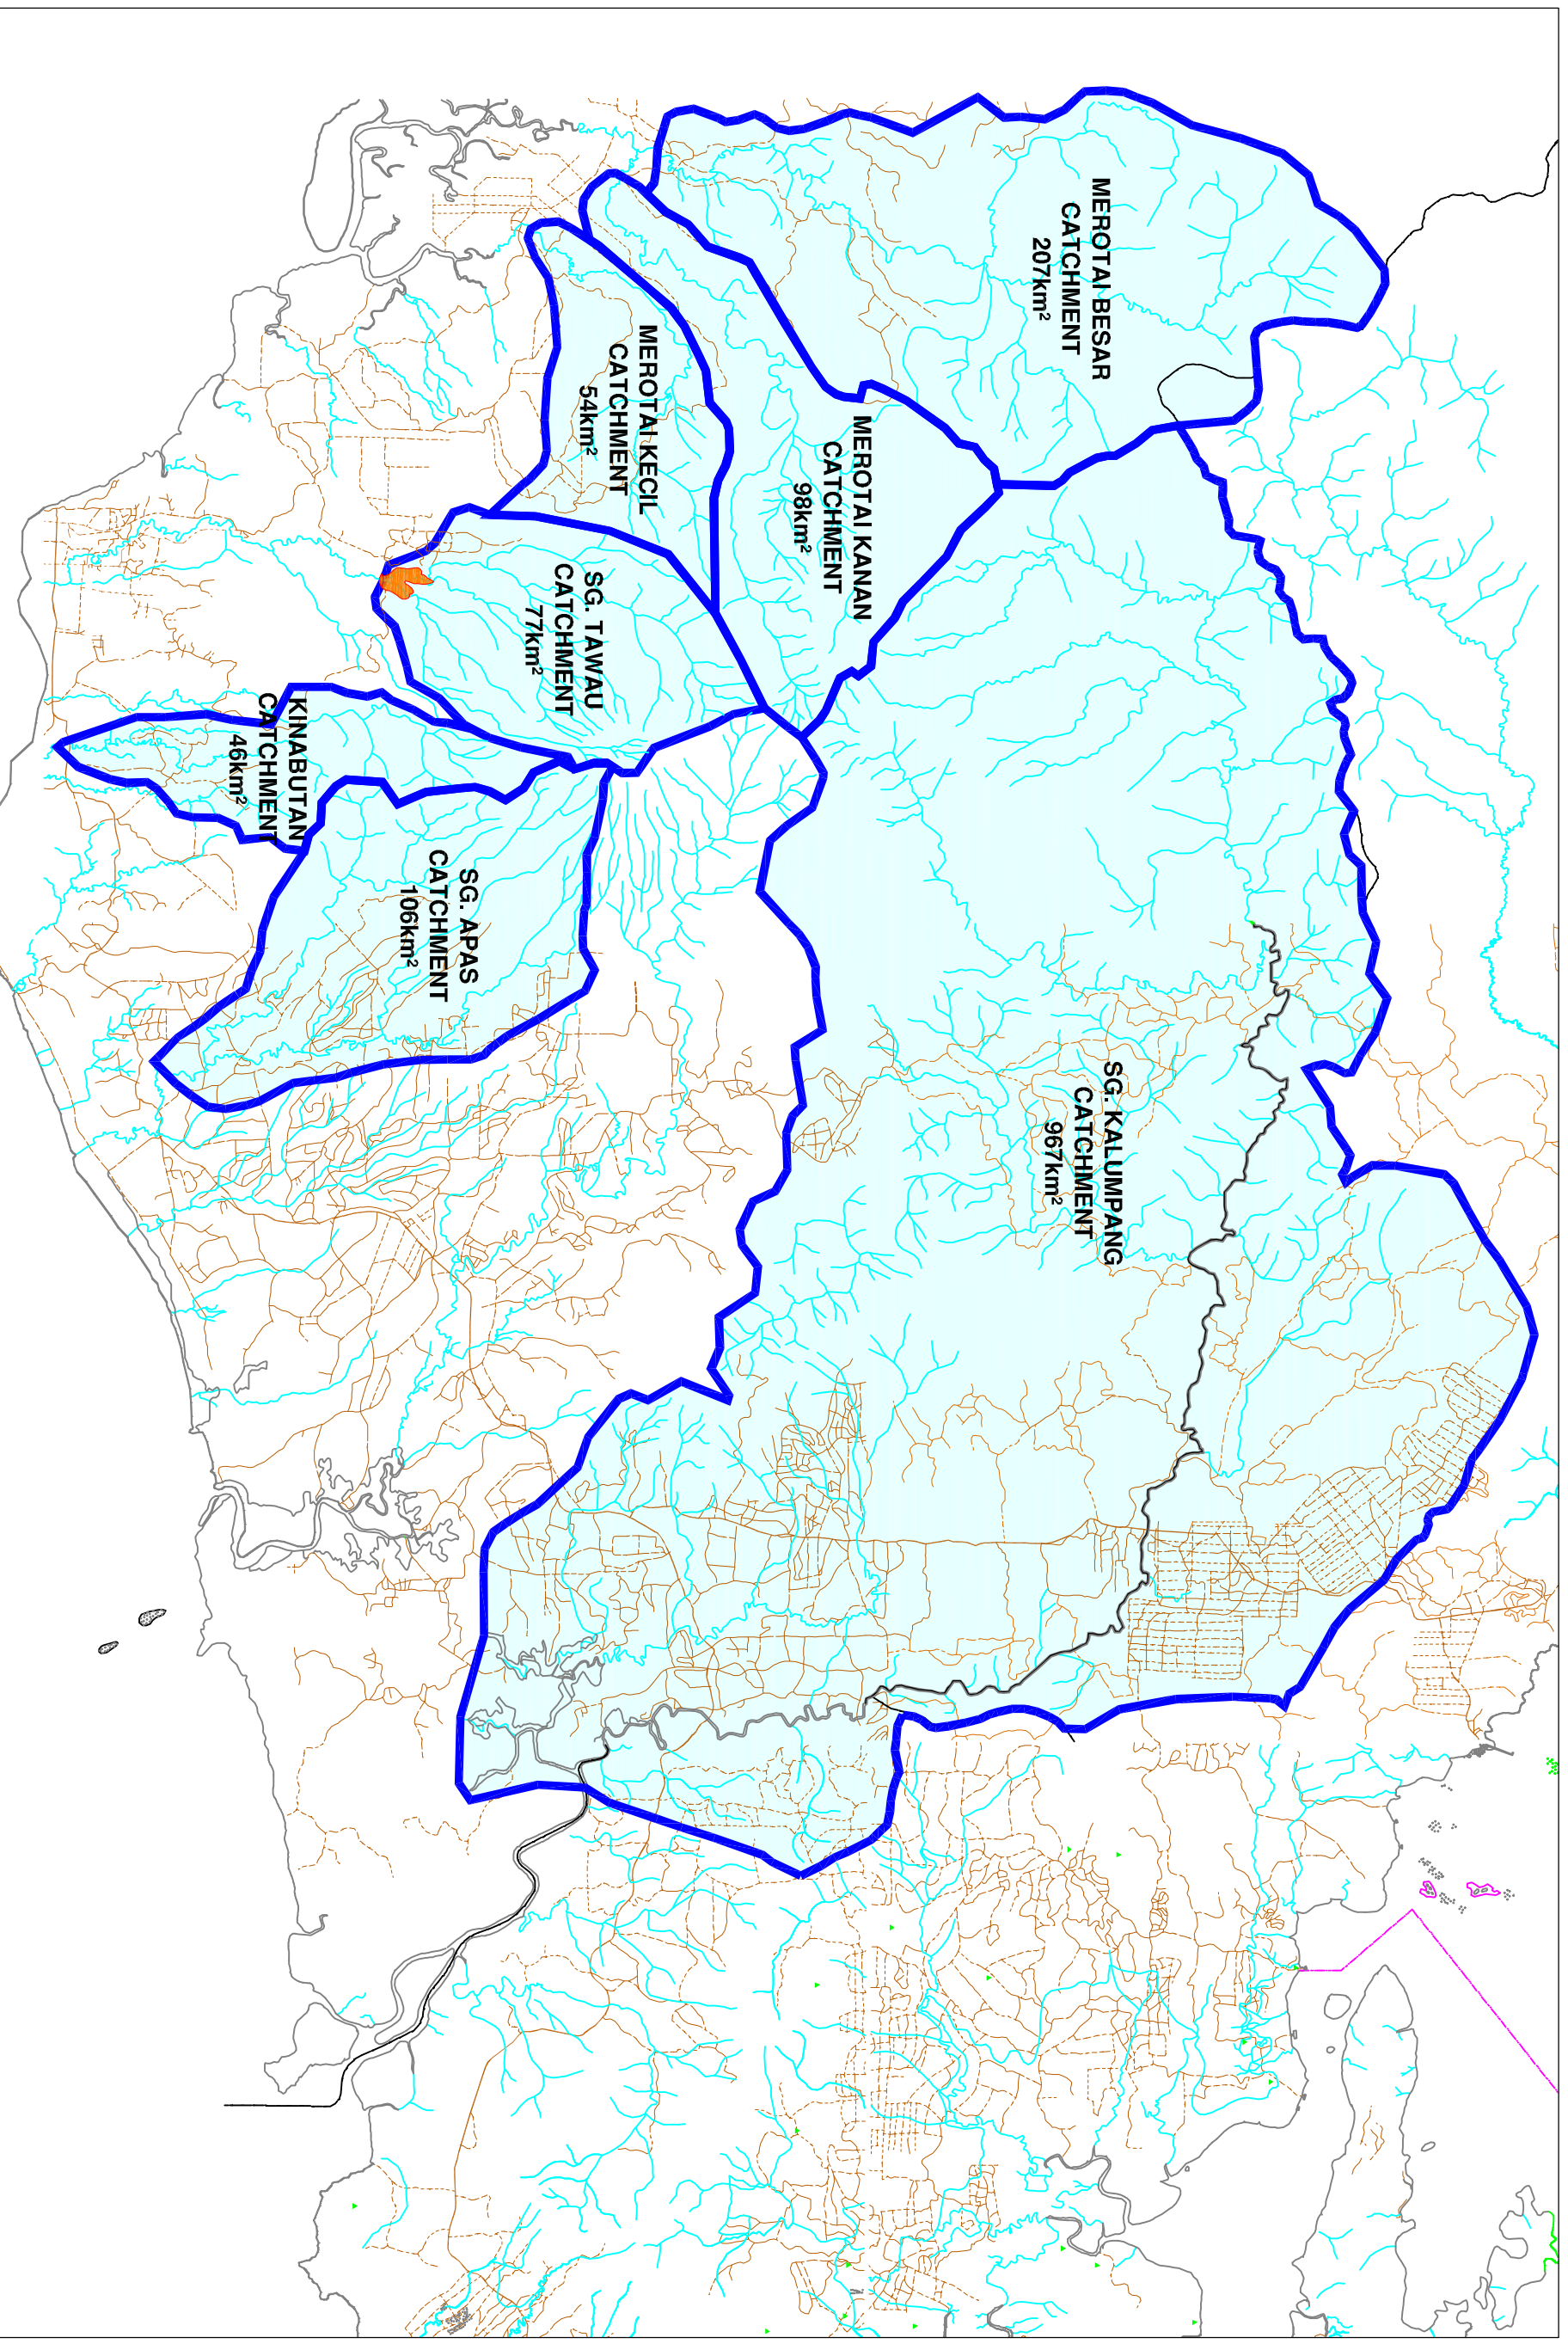 MEROTAI BESAR
CATCHMENT
207km²
MEROTAI KANAN
CATCHMENT
98km²
MEROTAI KECIL
CATCHMENT
54km²
SG. TAWAU
CATCHMENT
77km²
KINABUTAN
CATCHMENT
46km²
SG. APAS
CATCHMENT
106km²
SG. KALUMPANG
CATCHMENT
967km²